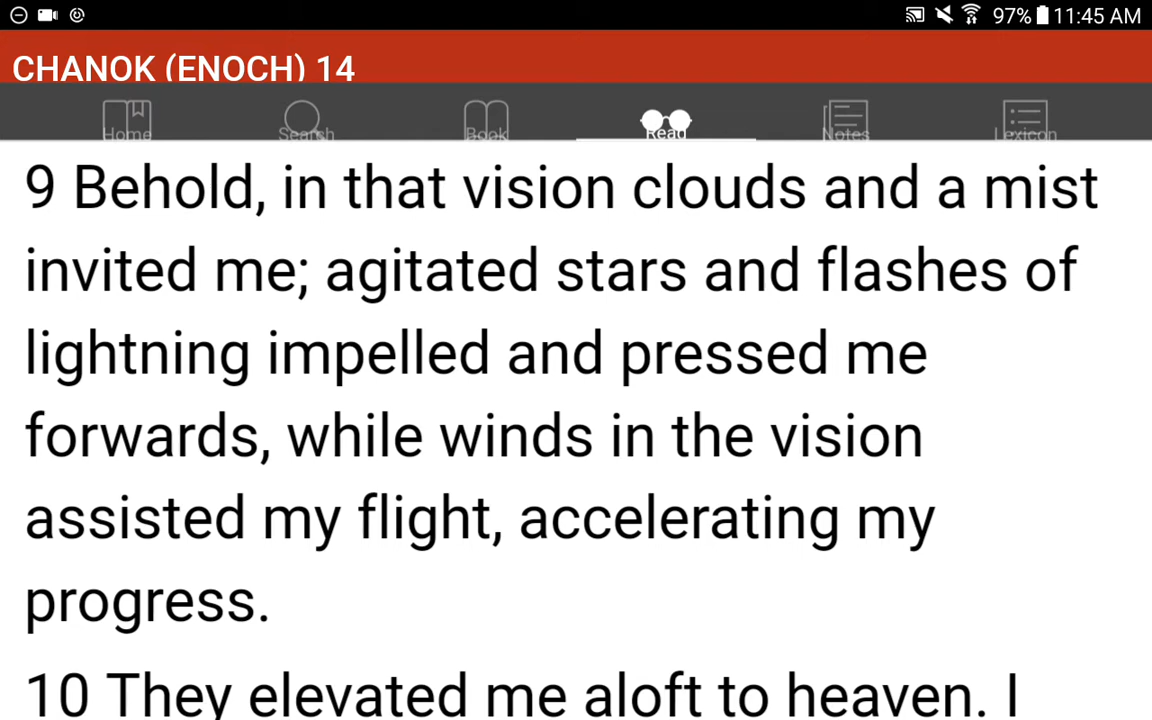 97% 11:45 AM
CHANOK (ENOCH) 14
Home Search Book Read Notes Lexicon
9 Behold, in that vision clouds and a mist
invited me; agitated stars and flashes of
lightning impelled and pressed me
forwards, while winds in the vision
assisted my flight, accelerating my
progress.
10 They elevated me aloft to heaven. I